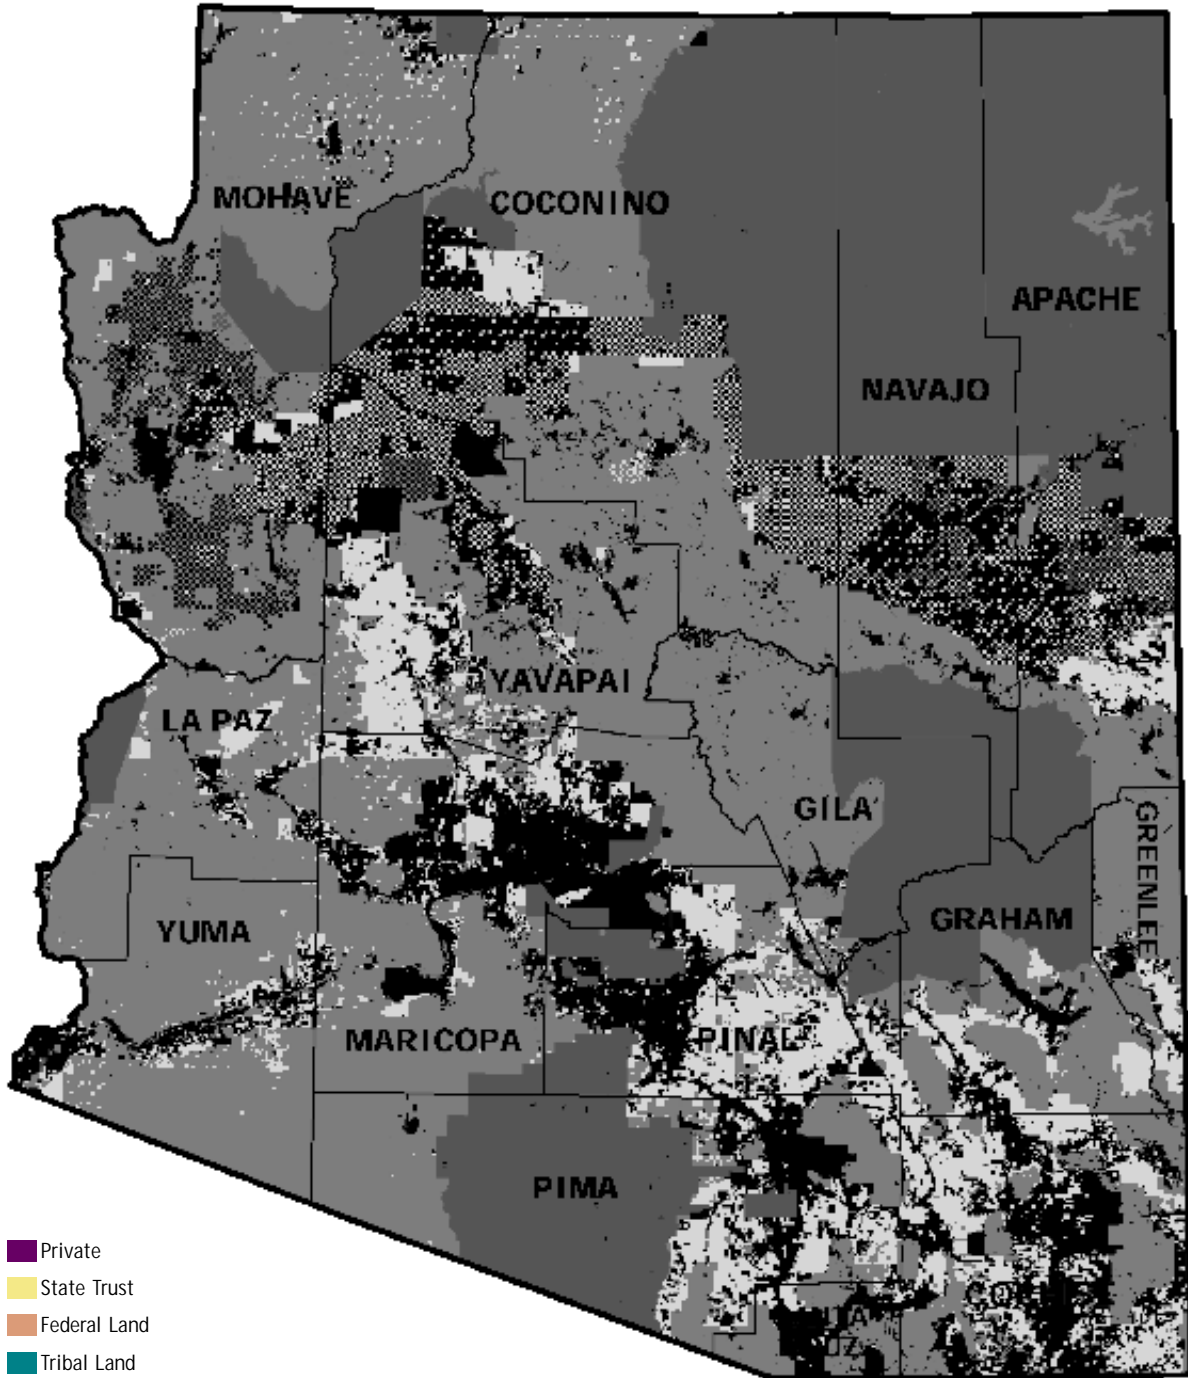 MOHAVE
COCONINO
APACHE
NAVAJO
YAVAPAI
LA PAZ
GILA
GREENLEE
YUMA
GRAHAM
MARICOPA
PINAL
PIMA
Private
State Trust
Federal Land
Tribal Land